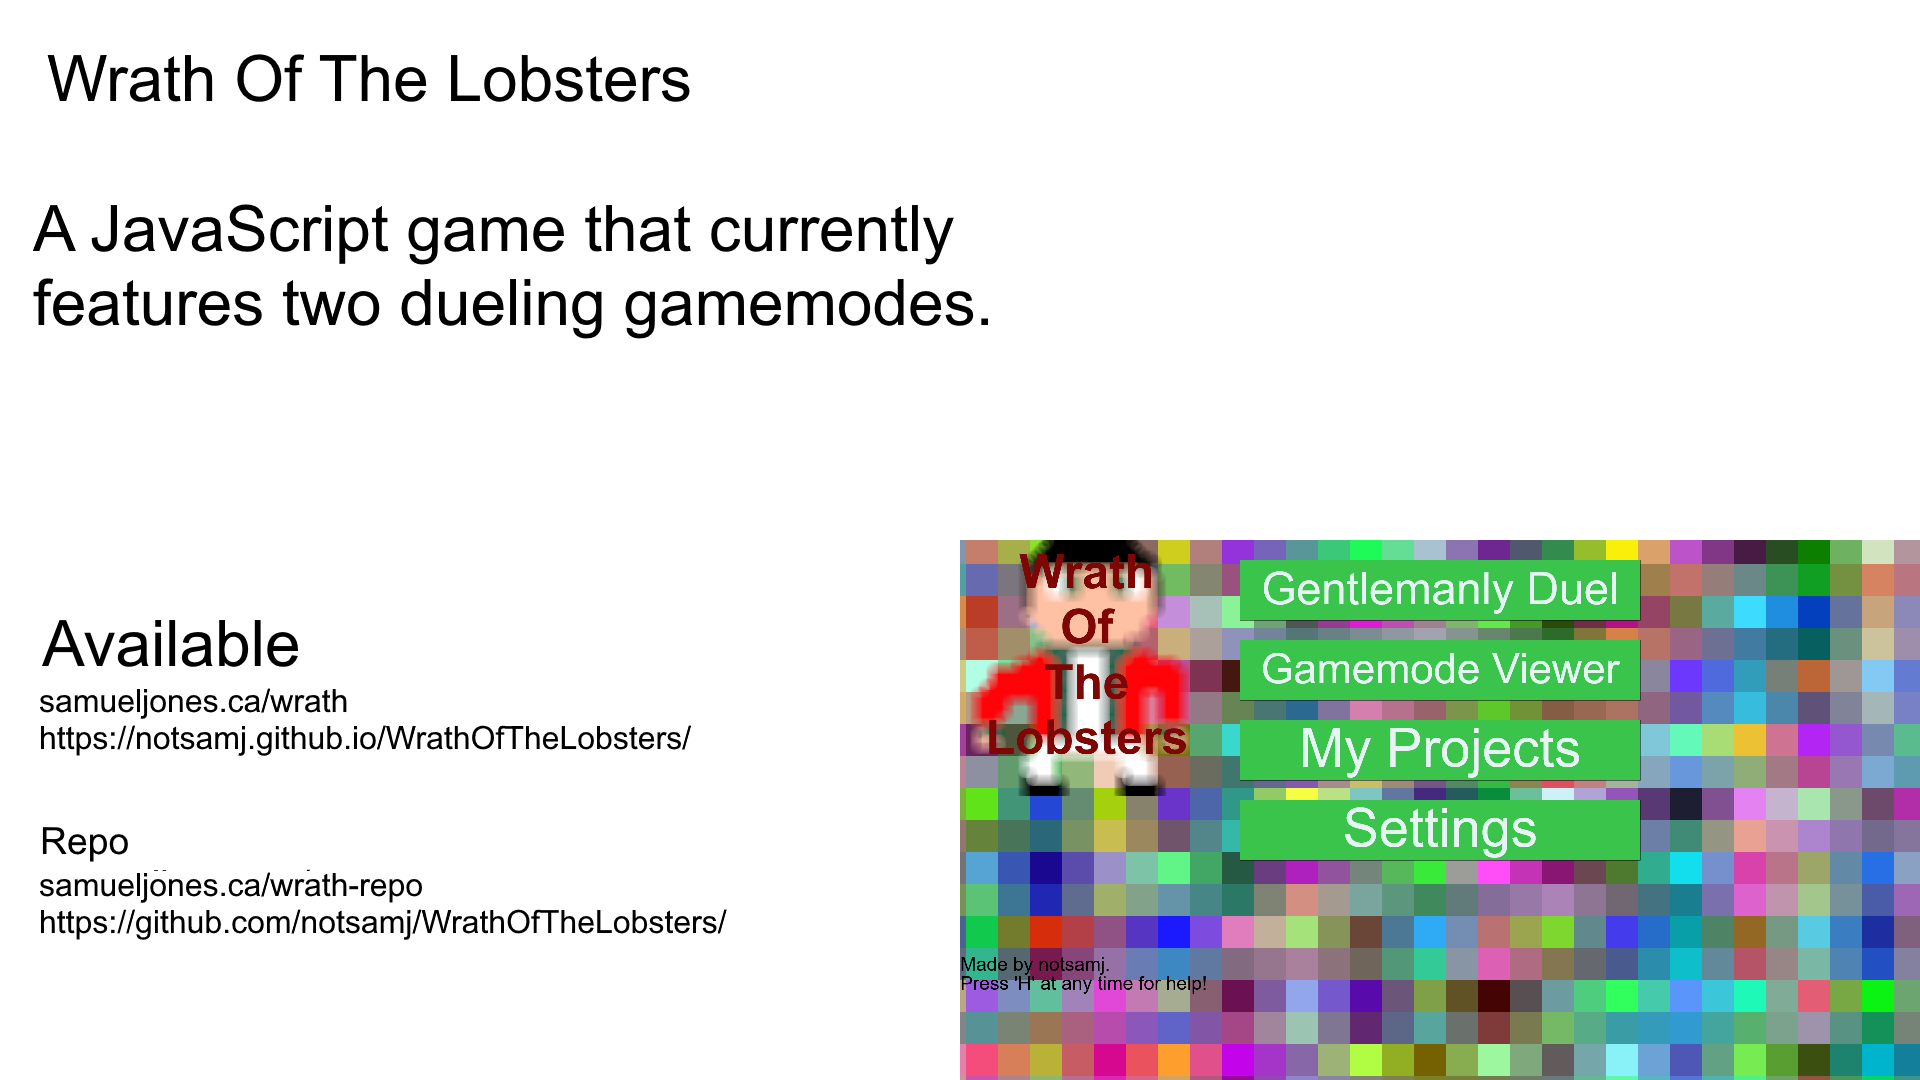 Wrath Of The Lobsters
A JavaScript game that currently
features two dueling gamemodes.
Available
samueljones.ca/wrath
https://notsamj.github.io/WrathOfTheLobsters/
Repo
samueljones.ca/wrath-repo
https://github.com/notsamj/WrathOfTheLobsters/
Wrath
Of
The
Lobsters
Gentlemanly Duel
Gamemode Viewer
My Projects
Settings
Made by notsamj.
Press 'H' at any time for help!